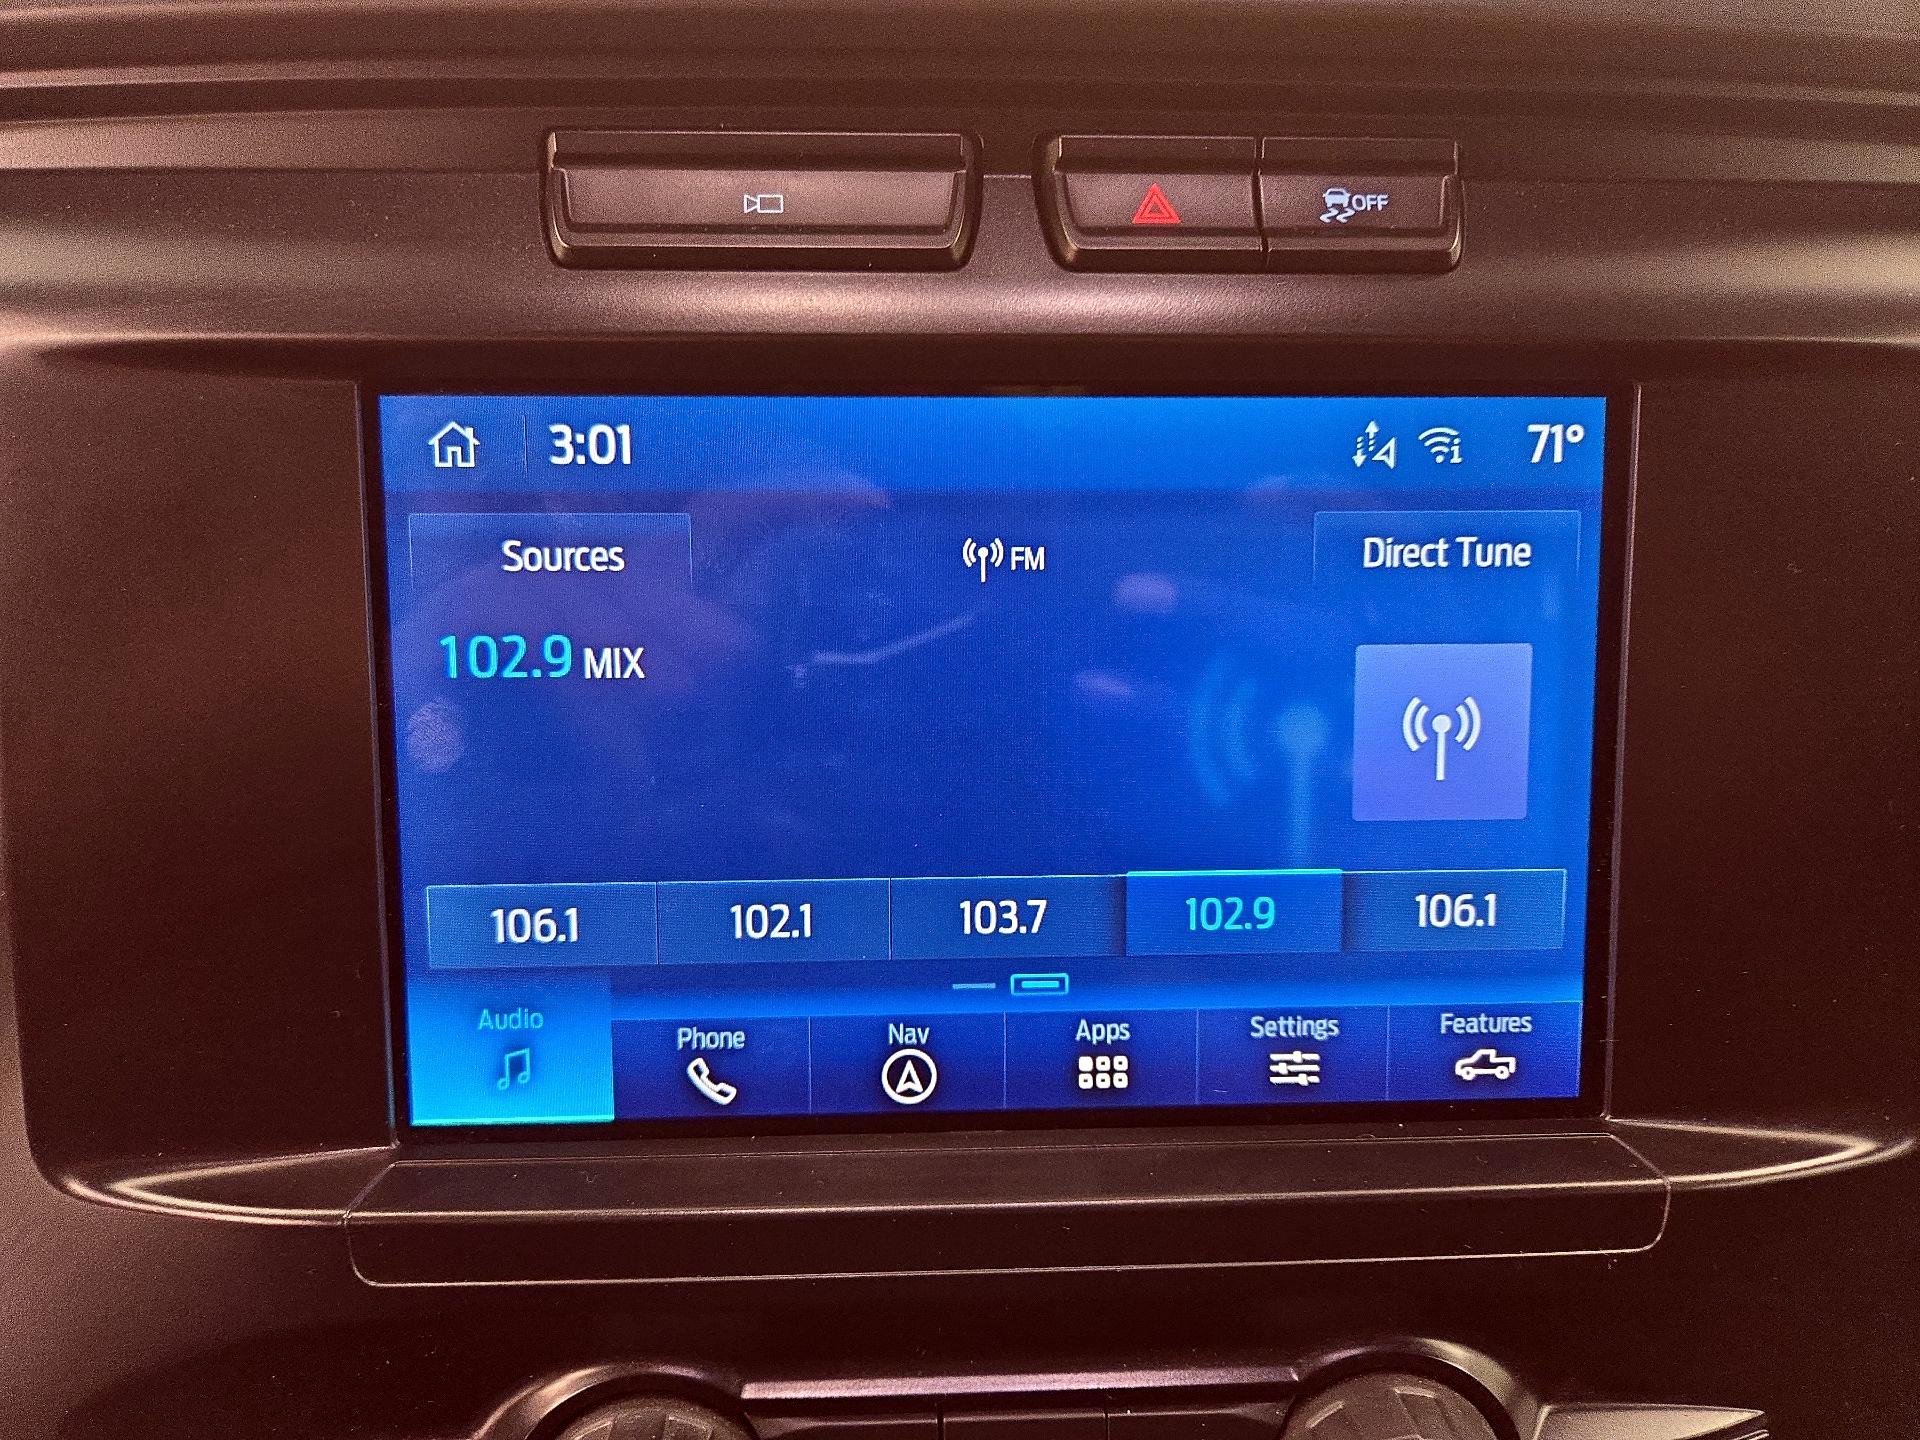 OFF
3:01 71°
Sources FM Direct Tune
102.9 MIX
106.1 102.1 103.7 102.9 106.1
Audio Phone Nav Apps Settings Features